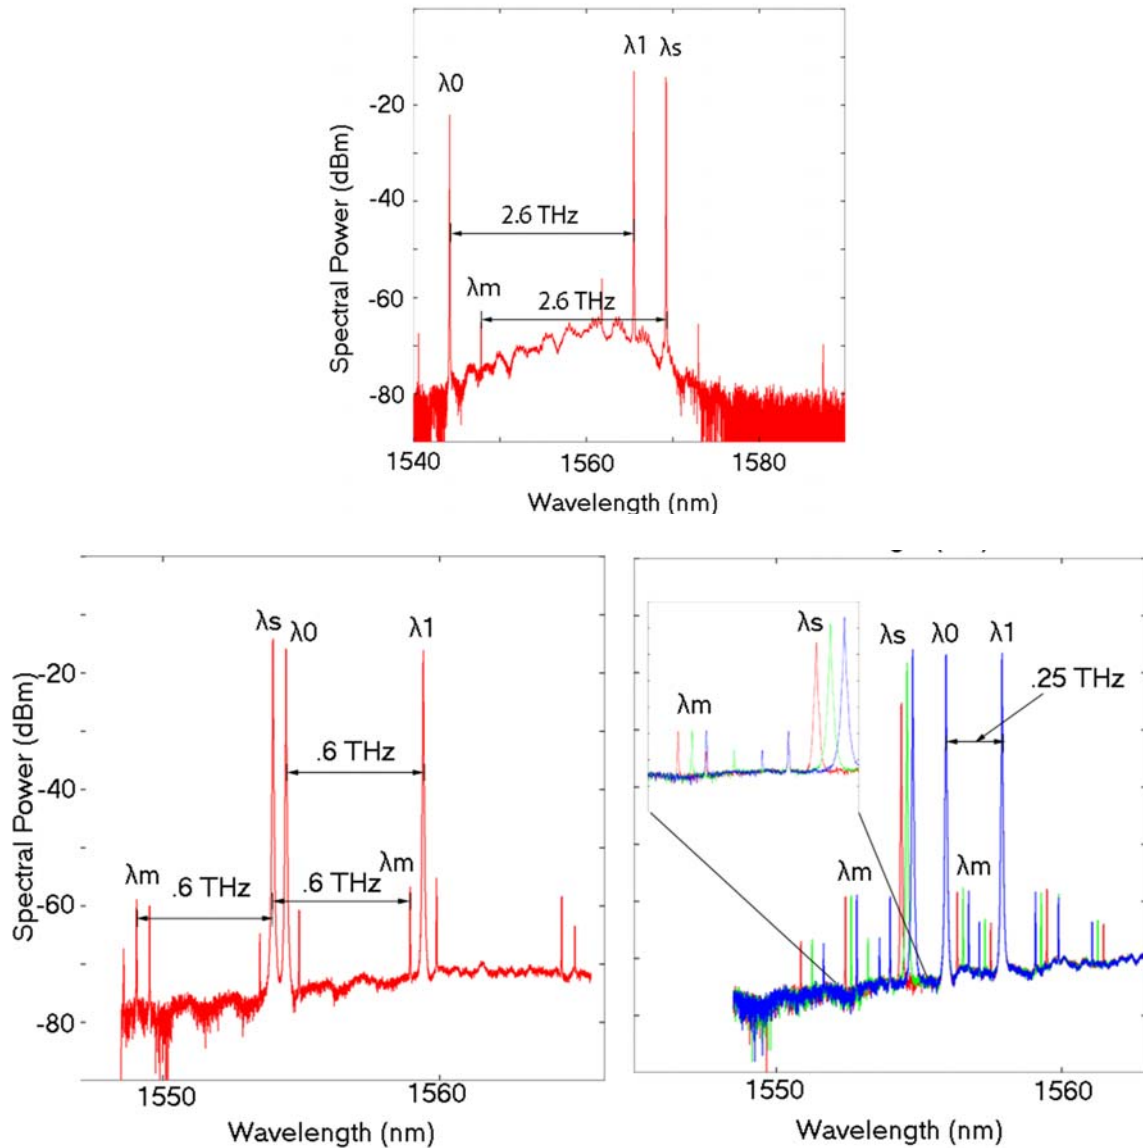 λ0
λ1 λs
-20
-40
2.6 THz
λm
2.6 THz
-60
-80
Spectral Power (dBm)
1540
1560
1580
Wavelength (nm)
λs
λ0
λ1
-20
.6 THz
-40
λm
.6 THz
.6 THz
λm
-60
-80
Spectral Power (dBm)
1550
1560
Wavelength (nm)
λs
λm
λs
λ0
λ1
.25 THz
λm
λm
1550
1560
Wavelength (nm)